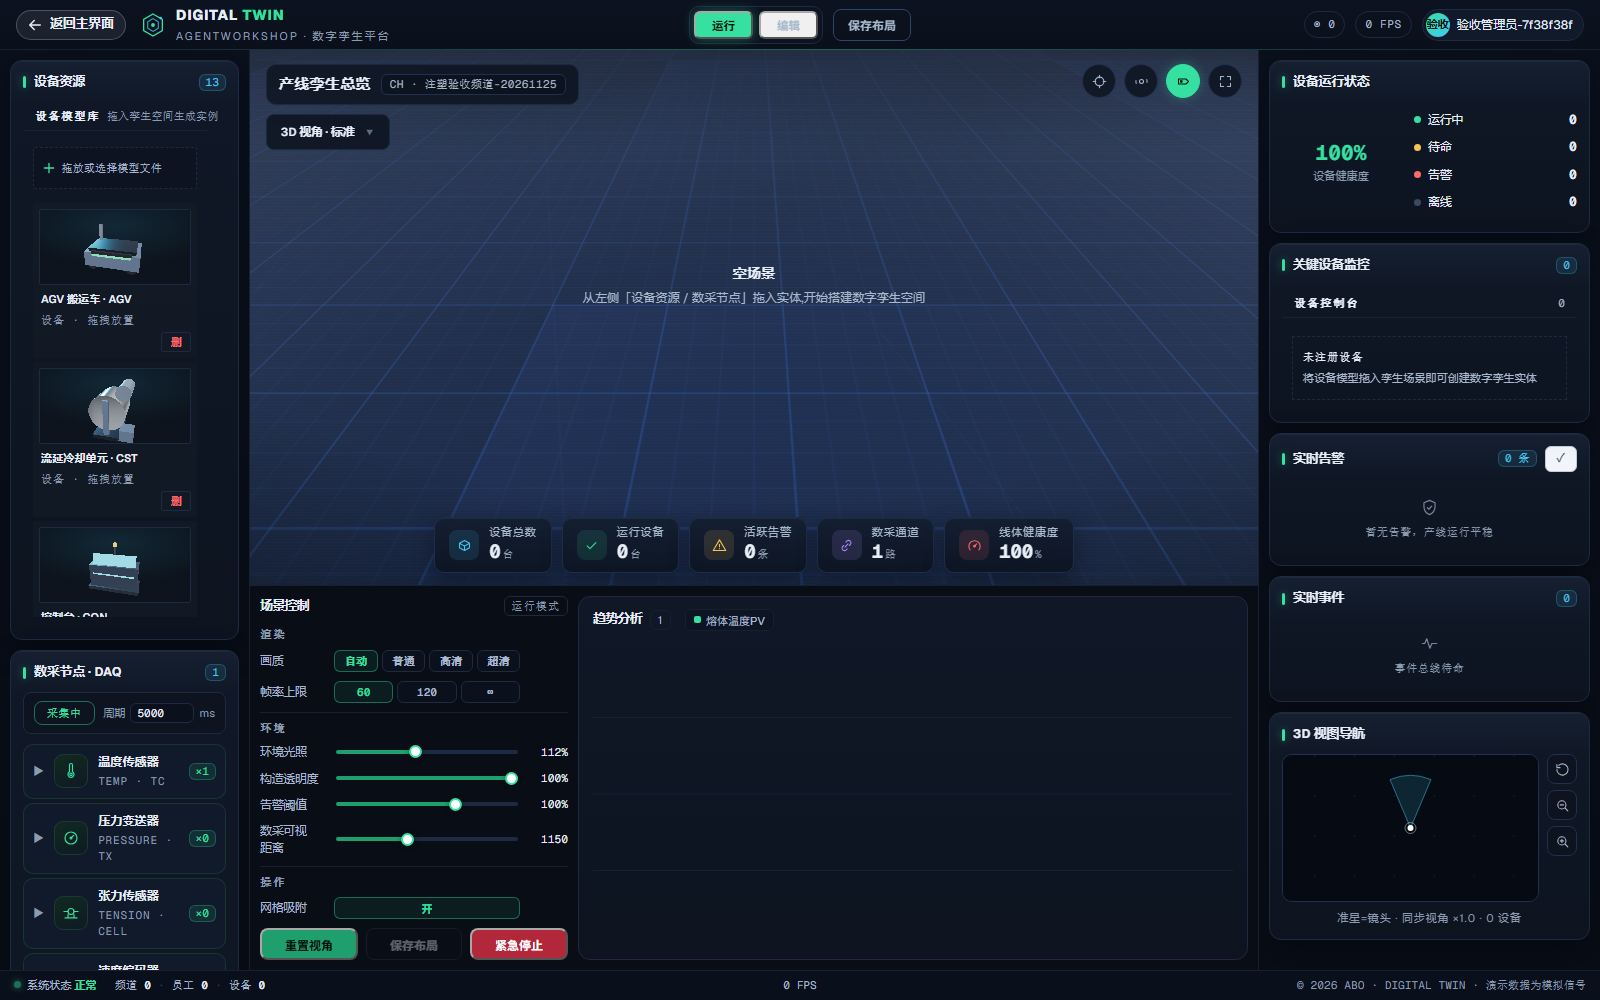 返回主界面
DIGITAL TWIN
AGENTWORKSHOP · 数字孪生平台
运行
编辑
保存布局
0
0 FPS
验收
验收管理员-7f38f38f
设备资源
13
设备模型库 拖入孪生空间生成实例
拖放或选择模型文件
AGV 搬运车 · AGV
设备 · 拖拽放置
删
流延冷却单元 · CST
设备 · 拖拽放置
删
数采节点 · DAQ
1
采集中
周期
5000
ms
温度传感器
TEMP · TC
×1
压力变送器
PRESSURE ·
TX
×0
张力传感器
TENSION ·
CELL
×0
产线孪生总览
CH · 注塑验收频道-20261125
3D 视角 · 标准
空场景
从左侧「设备资源 / 数采节点」拖入实体,开始搭建数字孪生空间
设备总数
0 台
运行设备
0 台
活跃告警
0 条
数采通道
1 路
线体健康度
100 %
场景控制
运行模式
渲染
画质
自动
普通
高清
超清
帧率上限
60
120
∞
环境
环境光照
112%
构造透明度
100%
告警阈值
100%
数采可视
距离
1150
操作
网格吸附
开
重置视角
保存布局
紧急停止
趋势分析
1
熔体温度PV
设备运行状态
100%
设备健康度
运行中 0
待命 0
告警 0
离线 0
关键设备监控
0
设备控制台
0
未注册设备
将设备模型拖入孪生场景即可创建数字孪生实体
实时告警
0 条
✓
暂无告警，产线运行平稳
实时事件
0
事件总线待命
3D 视图导航
准星=镜头 · 同步视角 ×1.0 · 0 设备
系统状态 正常
频道 0 · 员工 0 · 设备 0
0 FPS
© 2026 ABO · DIGITAL TWIN · 演示数据为模拟信号